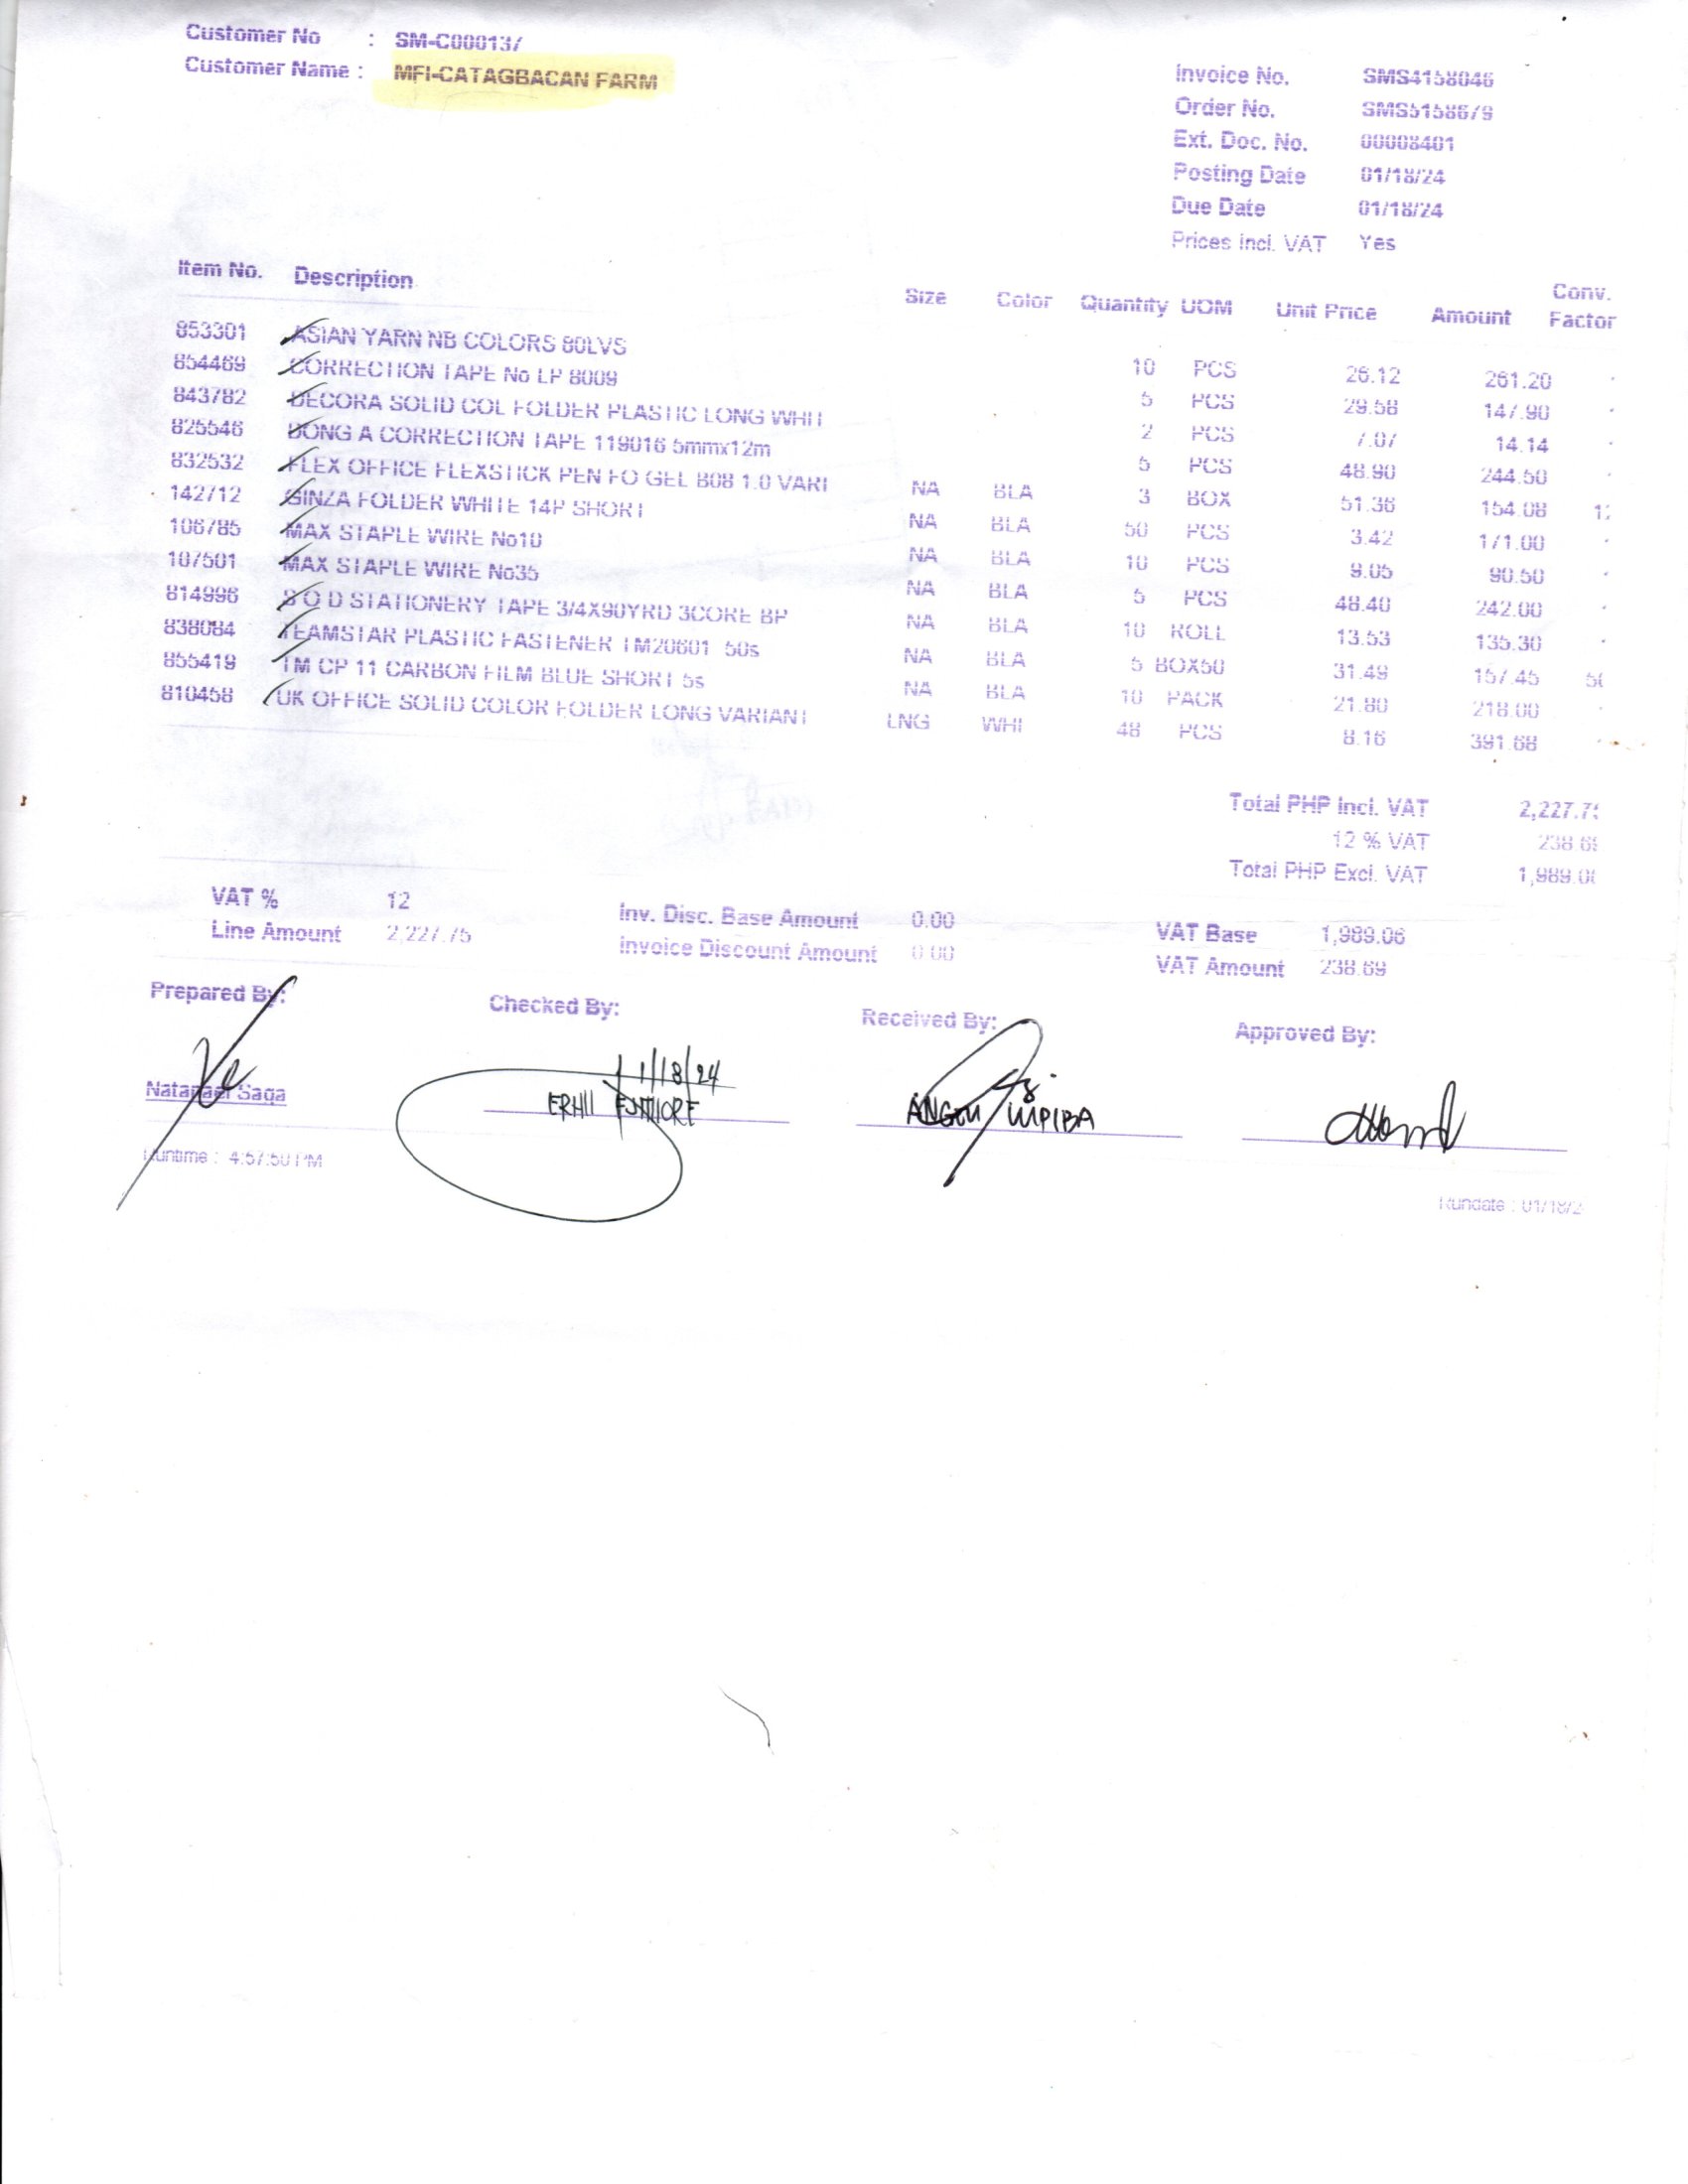 Customer No : SM-C000137
Customer Name : MFI-CATAGBACAN FARM
Invoice No. SMS4158046
Order No. SMS5158679
Ext. Doc. No. 00008401
Posting Date 01/18/24
Due Date 01/18/24
Prices incl. VAT Yes
Item No. Description Size Color Quantity UOM Unit Price Amount Conv. Factor
853301 ASIAN YARN NB COLORS 80LVS 10 PCS 26.12 261.20
854469 CORRECTION TAPE No LP 8009 5 PCS 29.58 147.90
843782 DECORA SOLID COL FOLDER PLASTIC LONG WHIT 2 PCS 7.07 14.14
825546 DONG A CORRECTION TAPE 119016 5mmx12m 5 PCS 48.90 244.50
832532 FLEX OFFICE FLEXSTICK PEN FO GEL B08 1.0 VARI NA BLA 3 BOX 51.36 154.08
142712 GINZA FOLDER WHITE 14P SHORT NA BLA 50 PCS 3.42 171.00
106785 MAX STAPLE WIRE No10 NA BLA 10 PCS 9.05 90.50
107501 MAX STAPLE WIRE No35 NA BLA 5 PCS 48.40 242.00
814996 S O D STATIONERY TAPE 3/4X90YRD 3CORE BP NA BLA 10 ROLL 13.53 135.30
838084 TEAMSTAR PLASTIC FASTENER TM20601 50s NA BLA 5 BOX50 31.49 157.45
855419 TM CP 11 CARBON FILM BLUE SHORT 5s NA BLA 10 PACK 21.80 218.00
810458 UK OFFICE SOLID COLOR FOLDER LONG VARIANT LNG WHI 48 PCS 8.16 391.68
Total PHP Incl. VAT 2,227.7
12 % VAT 238.6
Total PHP Excl. VAT 1,989.0
VAT % 12 Inv. Disc. Base Amount 0.00 VAT Base 1,989.06
Line Amount 2,227.75 Invoice Discount Amount 0.00 VAT Amount 238.69
Prepared By: Checked By: Received By: Approved By:
1/18/24
Natanael Saga
Runtime : 4:57:50 PM
Rundate : 01/18/2